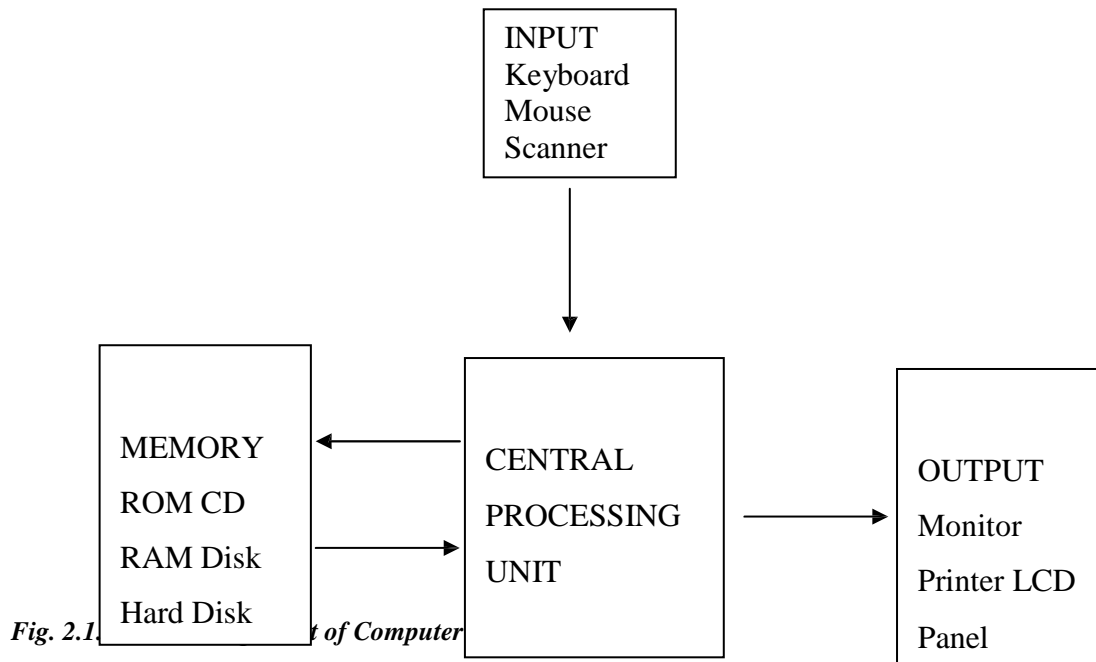 INPUT
Keyboard
Mouse
Scanner
MEMORY
ROM CD
RAM Disk
Hard Disk
CENTRAL
PROCESSING
UNIT
OUTPUT
Monitor
Printer LCD
Panel
Fig. 2.1. of Computer